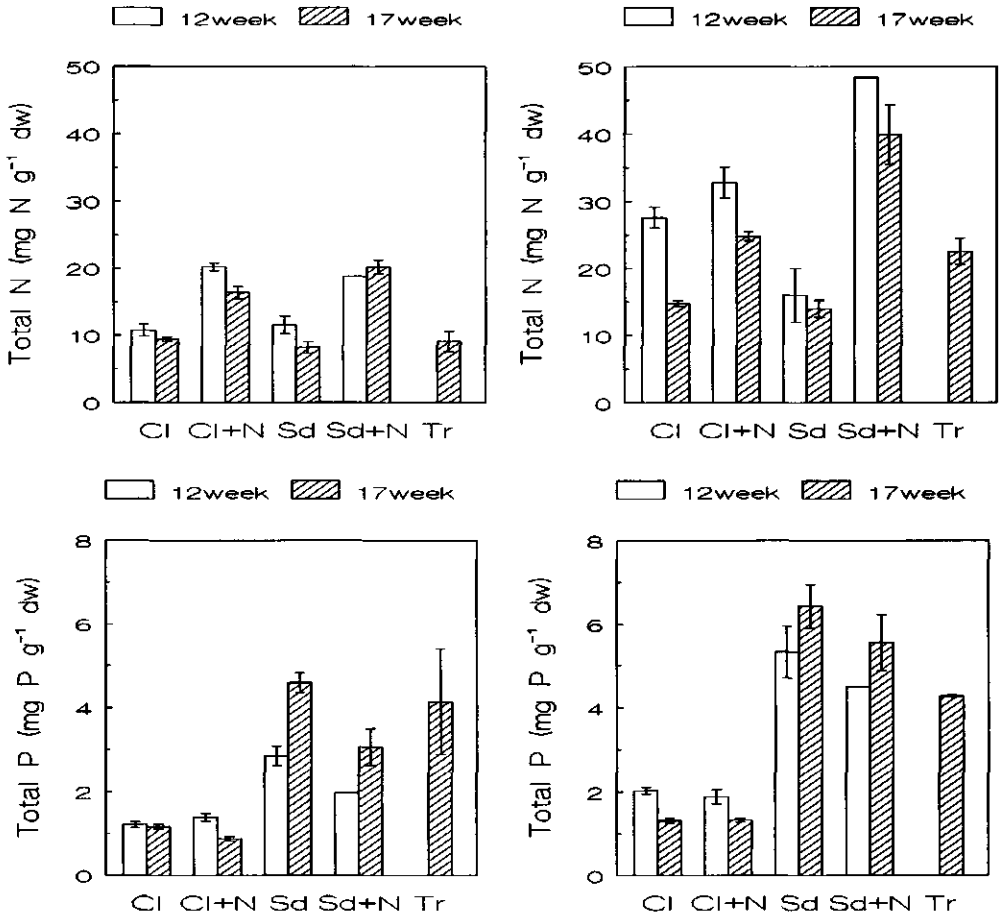 12week 17week
Total N (mg N g⁻¹ dw)
50
40
30
20
10
0
Cl Cl+N Sd Sd+N Tr
12week 17week
Total N (mg N g⁻¹ dw)
50
40
30
20
10
0
Cl Cl+N Sd Sd+N Tr
12week 17week
Total P (mg P g⁻¹ dw)
8
6
4
2
0
Cl Cl+N Sd Sd+N Tr
12week 17week
Total P (mg P g⁻¹ dw)
8
6
4
2
0
Cl Cl+N Sd Sd+N Tr